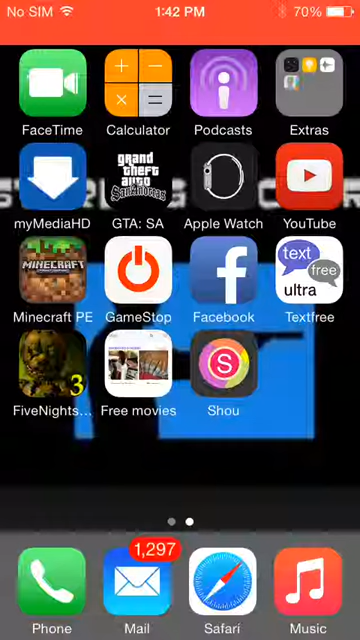 No SIM 1:42 PM 70%
FaceTime Calculator Podcasts Extras
grand
theft
auto
SanAndreas
myMediaHD GTA: SA Apple Watch YouTube
MINECRAFT
text
free
ultra
Minecraft PE GameStop Facebook Textfree
3
S
FiveNights... Free movies Shou
1,297
Phone Mail Safari Music